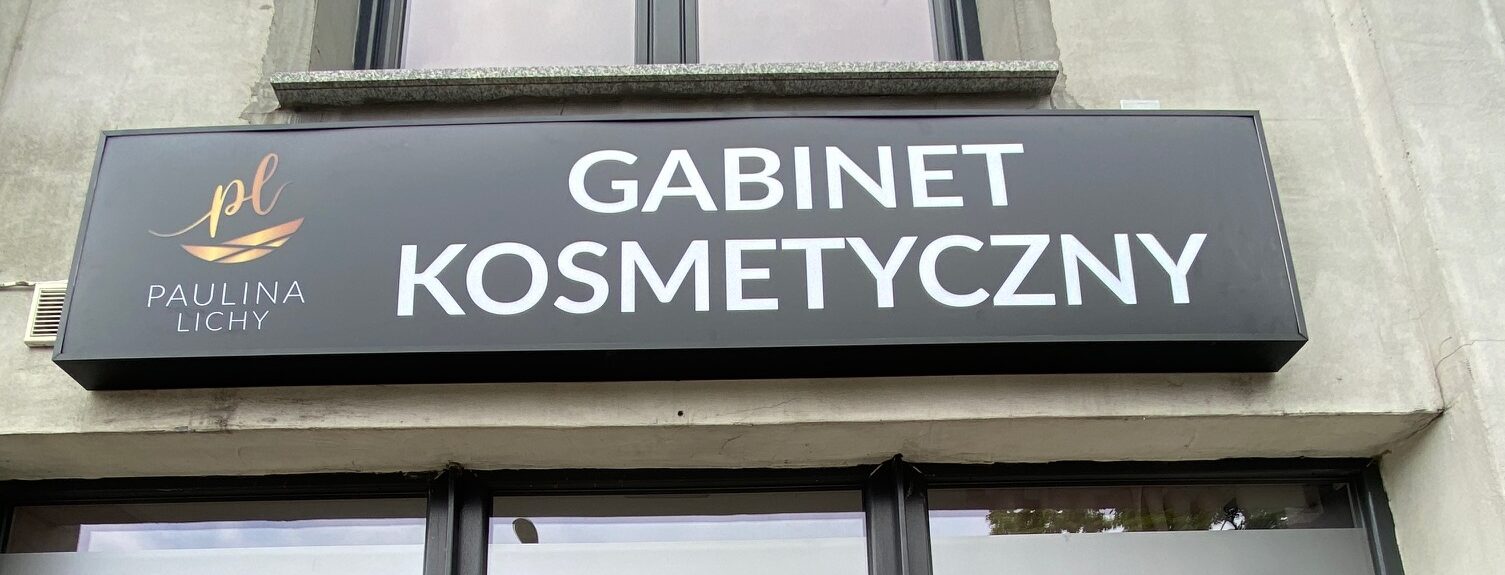 pl
PAULINA
LICHY
GABINET
KOSMETYCZNY